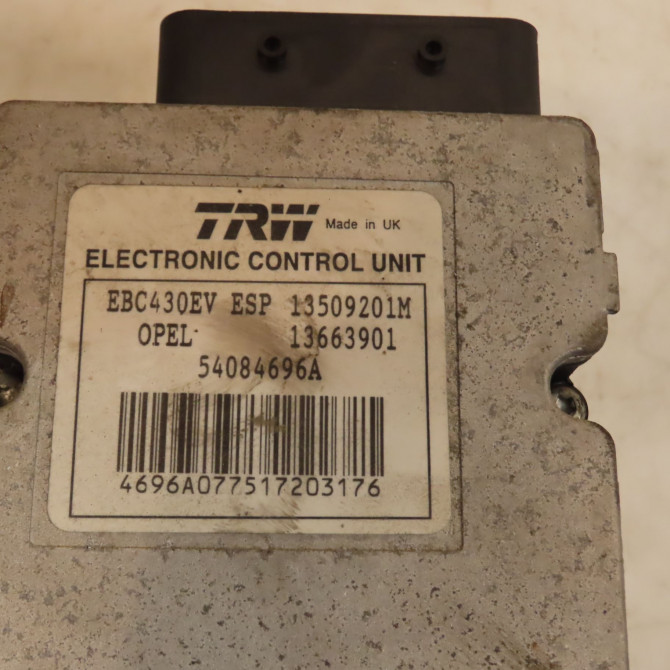 TRW Made in UK
ELECTRONIC CONTROL UNIT
EBC430EV ESP 13509201M
OPEL 13663901
54084696A
4696A077517203176